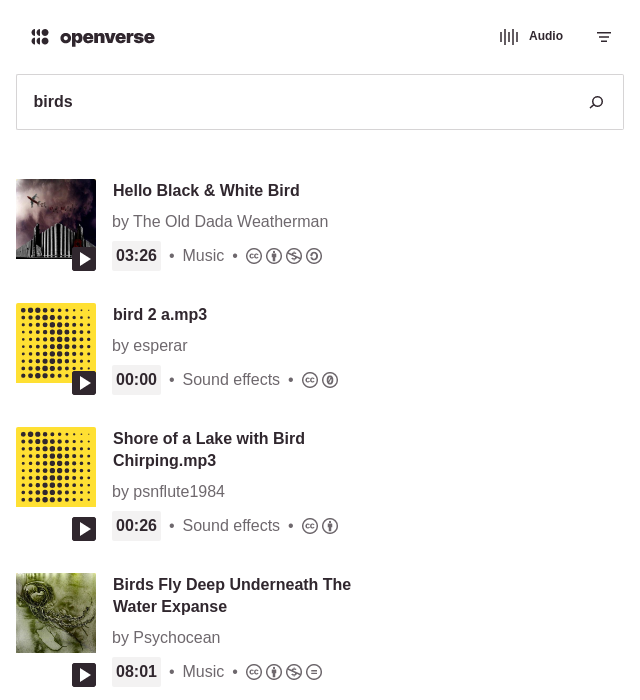 openverse
Audio
birds
Hello Black & White Bird
by The Old Dada Weatherman
03:26 • Music •
bird 2 a.mp3
by esperar
00:00 • Sound effects •
Shore of a Lake with Bird
Chirping.mp3
by psnflute1984
00:26 • Sound effects •
Birds Fly Deep Underneath The
Water Expanse
by Psychocean
08:01 • Music •